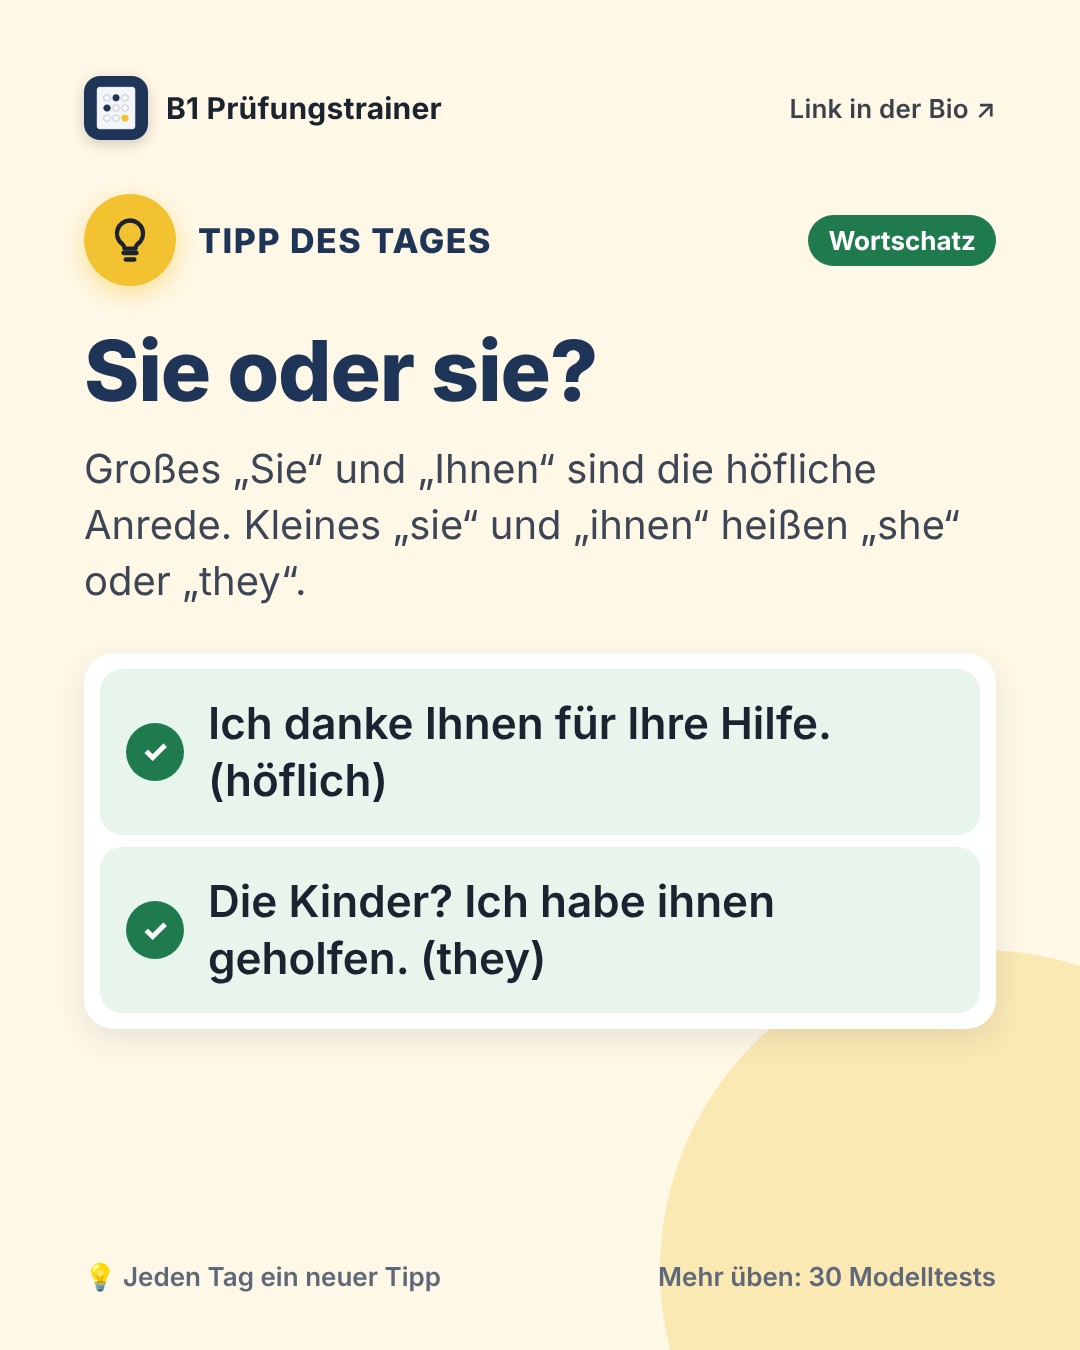 B1 Prüfungstrainer
Link in der Bio ↗
TIPP DES TAGES
Wortschatz
Sie oder sie?
Großes „Sie“ und „Ihnen“ sind die höfliche
Anrede. Kleines „sie“ und „ihnen“ heißen „she“
oder „they“.
Ich danke Ihnen für Ihre Hilfe.
(höflich)
Die Kinder? Ich habe ihnen
geholfen. (they)
💡 Jeden Tag ein neuer Tipp
Mehr üben: 30 Modelltests